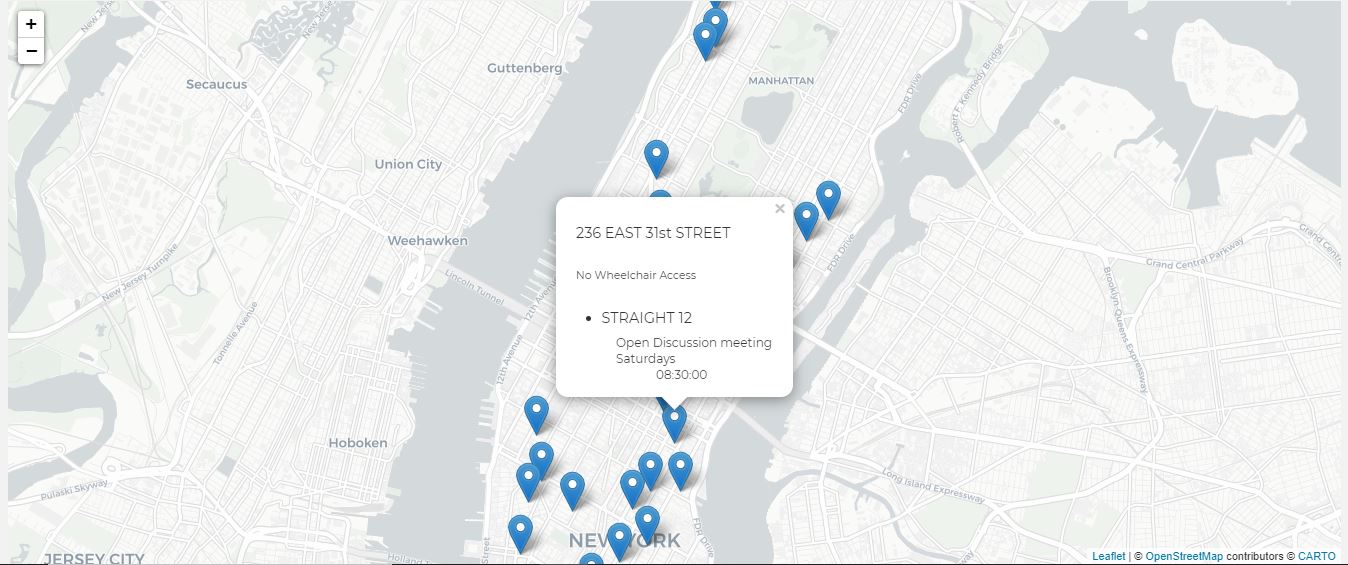 +
−
New Jersey
New Jersey
Guttenberg
Secaucus
MANHATTAN
FDR Drive
Robert F. Kennedy Bridge
Union City
×
236 EAST 31st STREET
Weehawken
No Wheelchair Access
FDR Drive
Grand Central Parkway
Grand Central
New Jersey Turnpike
Lincoln Tunnel
12th Avenue
Brooklyn-Queens Expressway
• STRAIGHT 12
Tonnelle Avenue
12th Avenue
Open Discussion meeting
Saturdays
08:30:00
Hoboken
Pulaski Skyway
Long Island Expressway
NEW YORK
FDR Drive
Street
JERSEY CITY
Holland
Leaflet | © OpenStreetMap contributors © CARTO